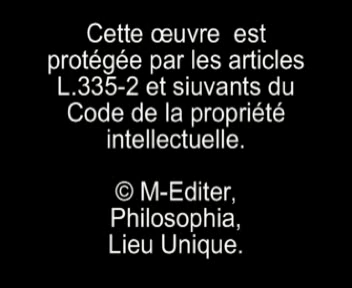 Cette œuvre est
protégée par les articles
L.335-2 et siuvants du
Code de la propriété
intellectuelle.
© M-Editer,
Philosophia,
Lieu Unique.